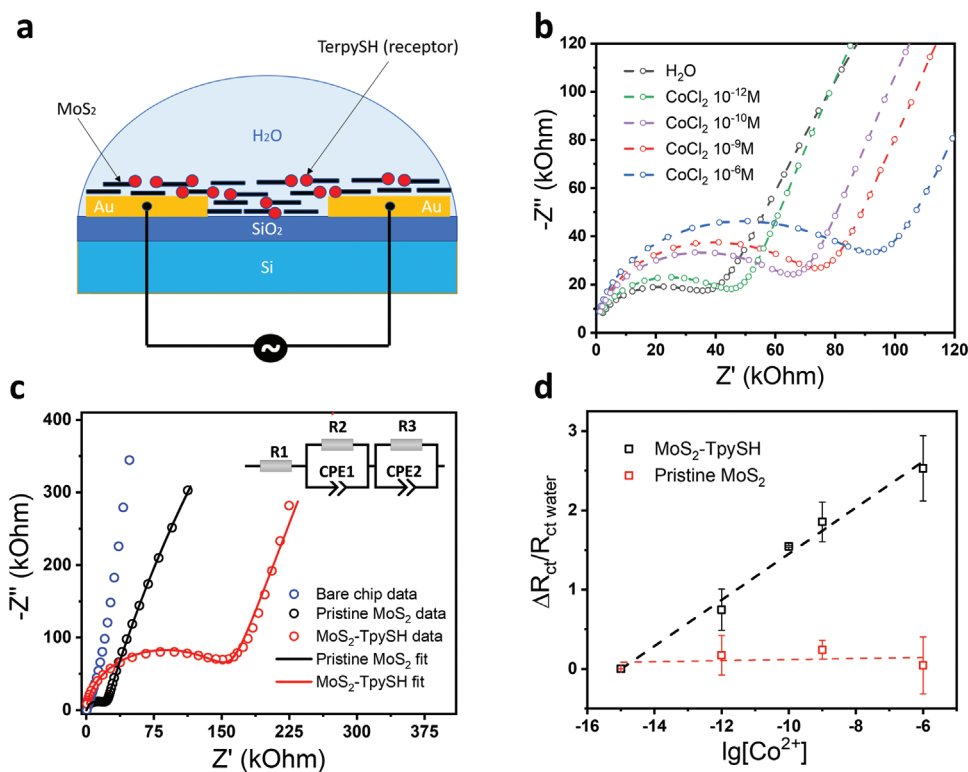 a
TerpySH (receptor)
MoS₂
H₂O
Au
Au
SiO₂
Si
~
b
120
100
80
60
40
20
0
0
20
40
60
80
100
120
-Z'' (kOhm)
Z' (kOhm)
H₂O
CoCl₂ 10⁻¹²M
CoCl₂ 10⁻¹⁰M
CoCl₂ 10⁻⁹M
CoCl₂ 10⁻⁶M
c
400
300
200
100
0
0
75
150
225
300
375
-Z'' (kOhm)
Z' (kOhm)
R1
R2
R3
CPE1
CPE2
Bare chip data
Pristine MoS₂ data
MoS₂-TpySH data
Pristine MoS₂ fit
MoS₂-TpySH fit
d
3
2
1
0
-16
-14
-12
-10
-8
-6
ΔR_ct/R_ct water
lg[Co²⁺]
MoS₂-TpySH
Pristine MoS₂